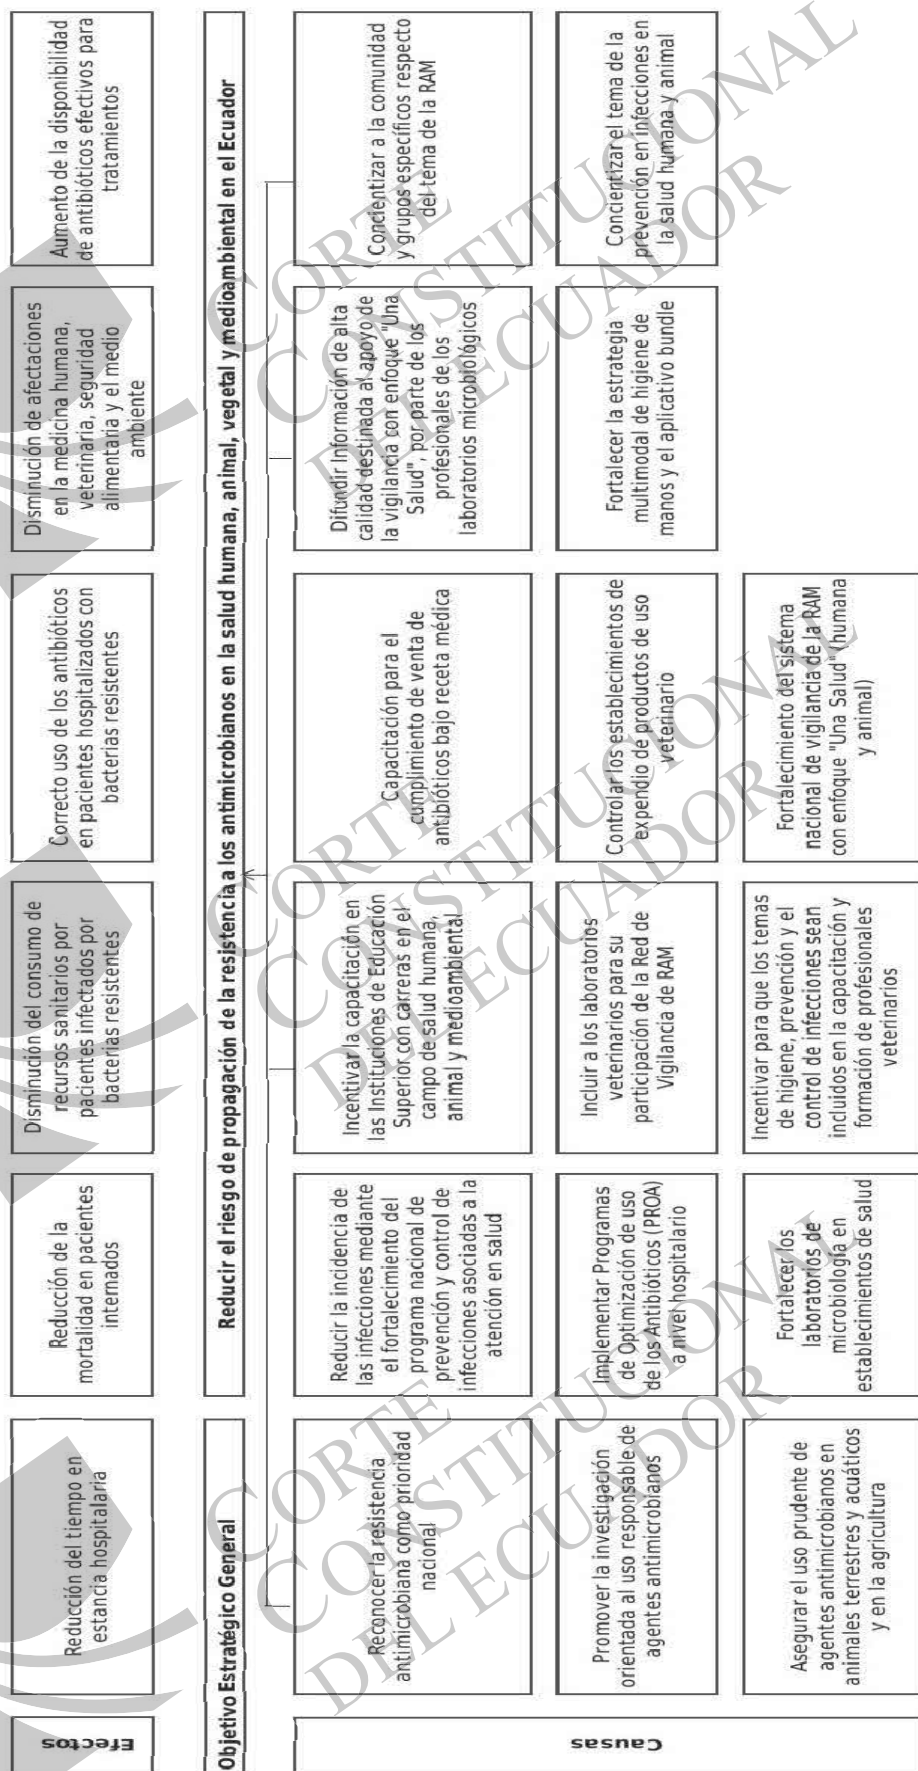 Efectos
Reducción del tiempo en
estancia hospitalaria
Reducción de la
mortalidad en pacientes
internados
Disminución del consumo de
recursos sanitarios por
pacientes infectados por
bacterias resistentes
Correcto uso de los antibióticos
en pacientes hospitalizados con
bacterias resistentes
Disminución de afectaciones
en la medicina humana,
veterinaria, seguridad
alimentaria y el medio
ambiente
Aumento de la disponibilidad
de antibióticos efectivos para
tratamientos
Objetivo Estratégico General
Reducir el riesgo de propagación de la resistencia a los antimicrobianos en la salud humana, animal, vegetal y medioambiental en el Ecuador
Causas
Reconocer la resistencia
antimicrobiana como prioridad
nacional
Reducir la incidencia de
las infecciones mediante
el fortalecimiento del
programa nacional de
prevención y control de
infecciones asociadas a la
atención en salud
Incentivar la capacitación en
las Instituciones de Educación
Superior con carreras en el
campo de salud humana,
animal y medioambiental
Capacitación para el
cumplimiento de venta de
antibióticos bajo receta médica
Difundir Información de alta
calidad destinada al apoyo de
la vigilancia con enfoque "Una
Salud", por parte de los
profesionales de los
laboratorios microbiológicos
Concientizar a la comunidad
y grupos específicos respecto
del tema de la RAM
Promover la investigación
orientada al uso responsable de
agentes antimicrobianos
Implementar Programas
de Optimización de uso
de los Antibióticos (PROA)
a nivel hospitalario
Incluir a los laboratorios
veterinarios para su
participación de la Red de
Vigilancia de RAM
Controlar los establecimientos de
expendio de productos de uso
veterinario
Fortalecer la estrategia
multimodal de higiene de
manos y el aplicativo bundle
Concientizar el tema de la
prevención en infecciones en
la salud humana y animal
Asegurar el uso prudente de
agentes antimicrobianos en
animales terrestres y acuáticos
y en la agricultura
Fortalecer los
laboratorios de
microbiología en
establecimientos de salud
Incentivar para que los temas
de higiene, prevención y el
control de infecciones sean
incluidos en la capacitación y
formación de profesionales
veterinarios
Fortalecimiento del sistema
nacional de vigilancia de la RAM
con enfoque "Una Salud" (humana
y animal)
CORTE
CONSTITUCIONAL
DEL ECUADOR
CORTE
CONSTITUCIONAL
DEL ECUADOR
CORTE
CONSTITUCIONAL
DEL ECUADOR